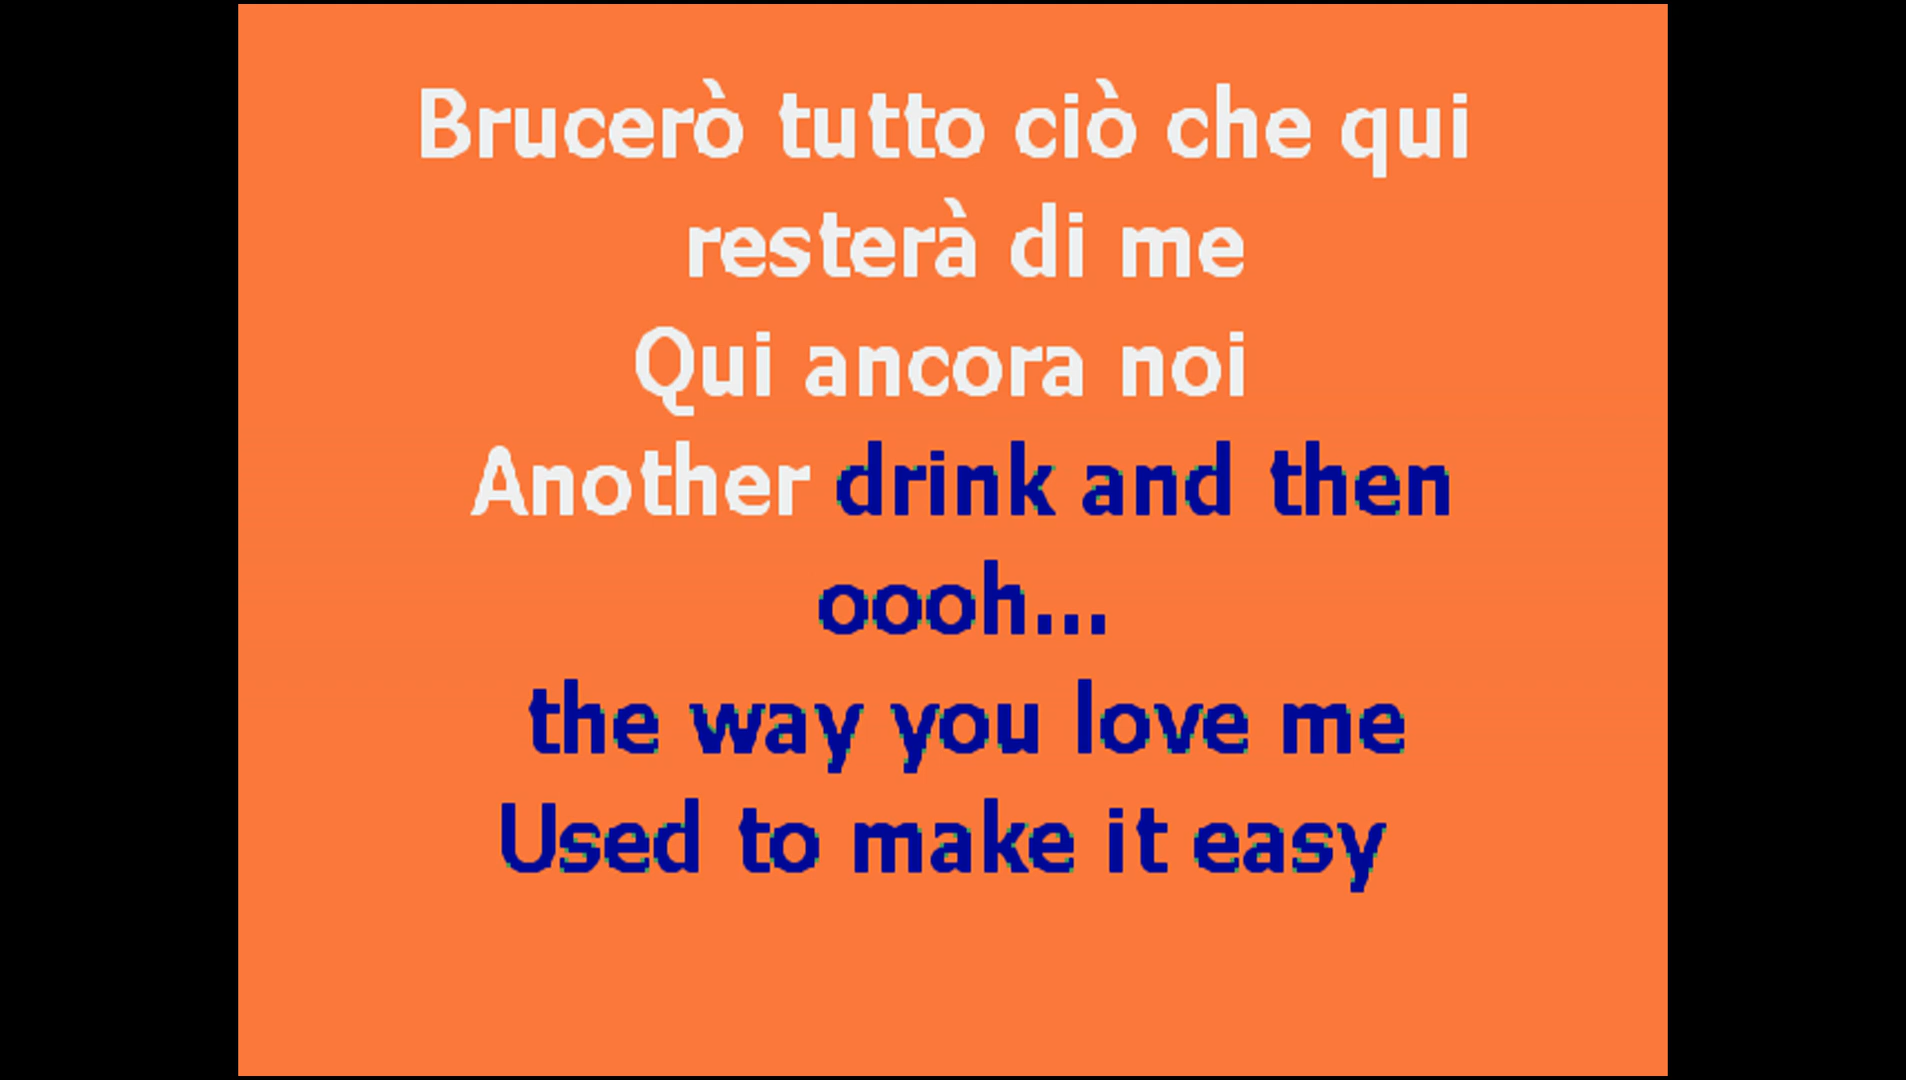 Brucerò tutto ciò che qui
resterà di me
Qui ancora noi
Another drink and then
oooh...
the way you love me
Used to make it easy